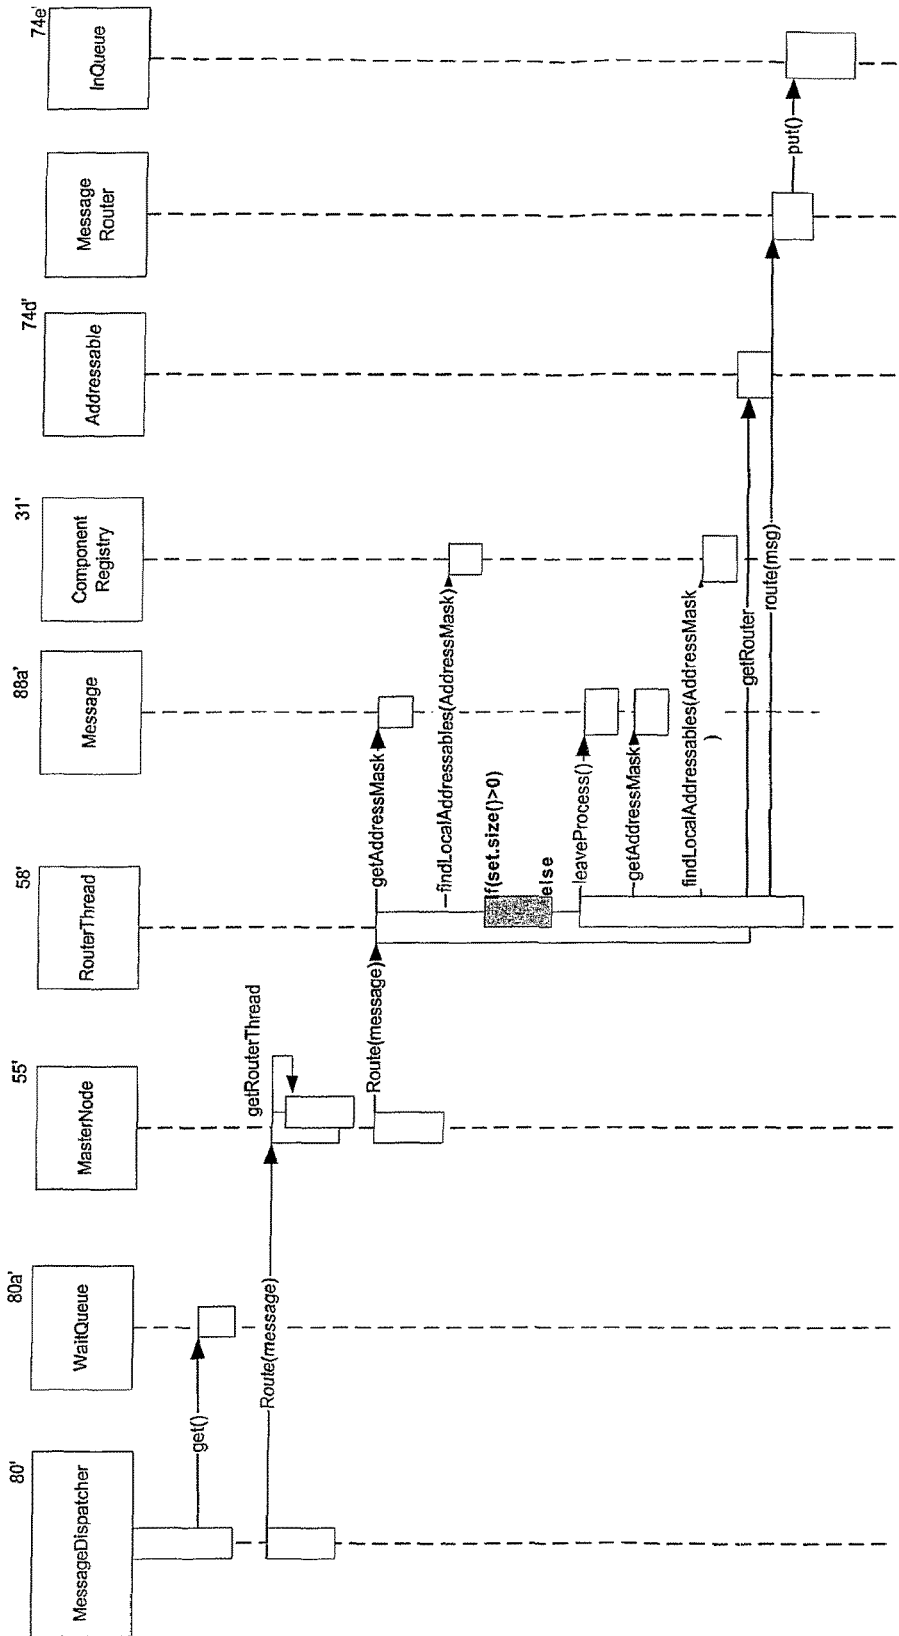 80'
MessageDispatcher
80a'
WaitQueue
55'
MasterNode
58'
RouterThread
88a'
Message
31'
Component
Registry
74d'
Addressable
Message
Router
74e'
InQueue
get()
Route(message)
getRouterThread
Route(message)
getAddressMask
findLocalAddressables(AddressMask)
if(set.size()>0)
else
leaveProcess()
getAddressMask
findLocalAddressables(AddressMask
)
getRouter
route(msg)
put()